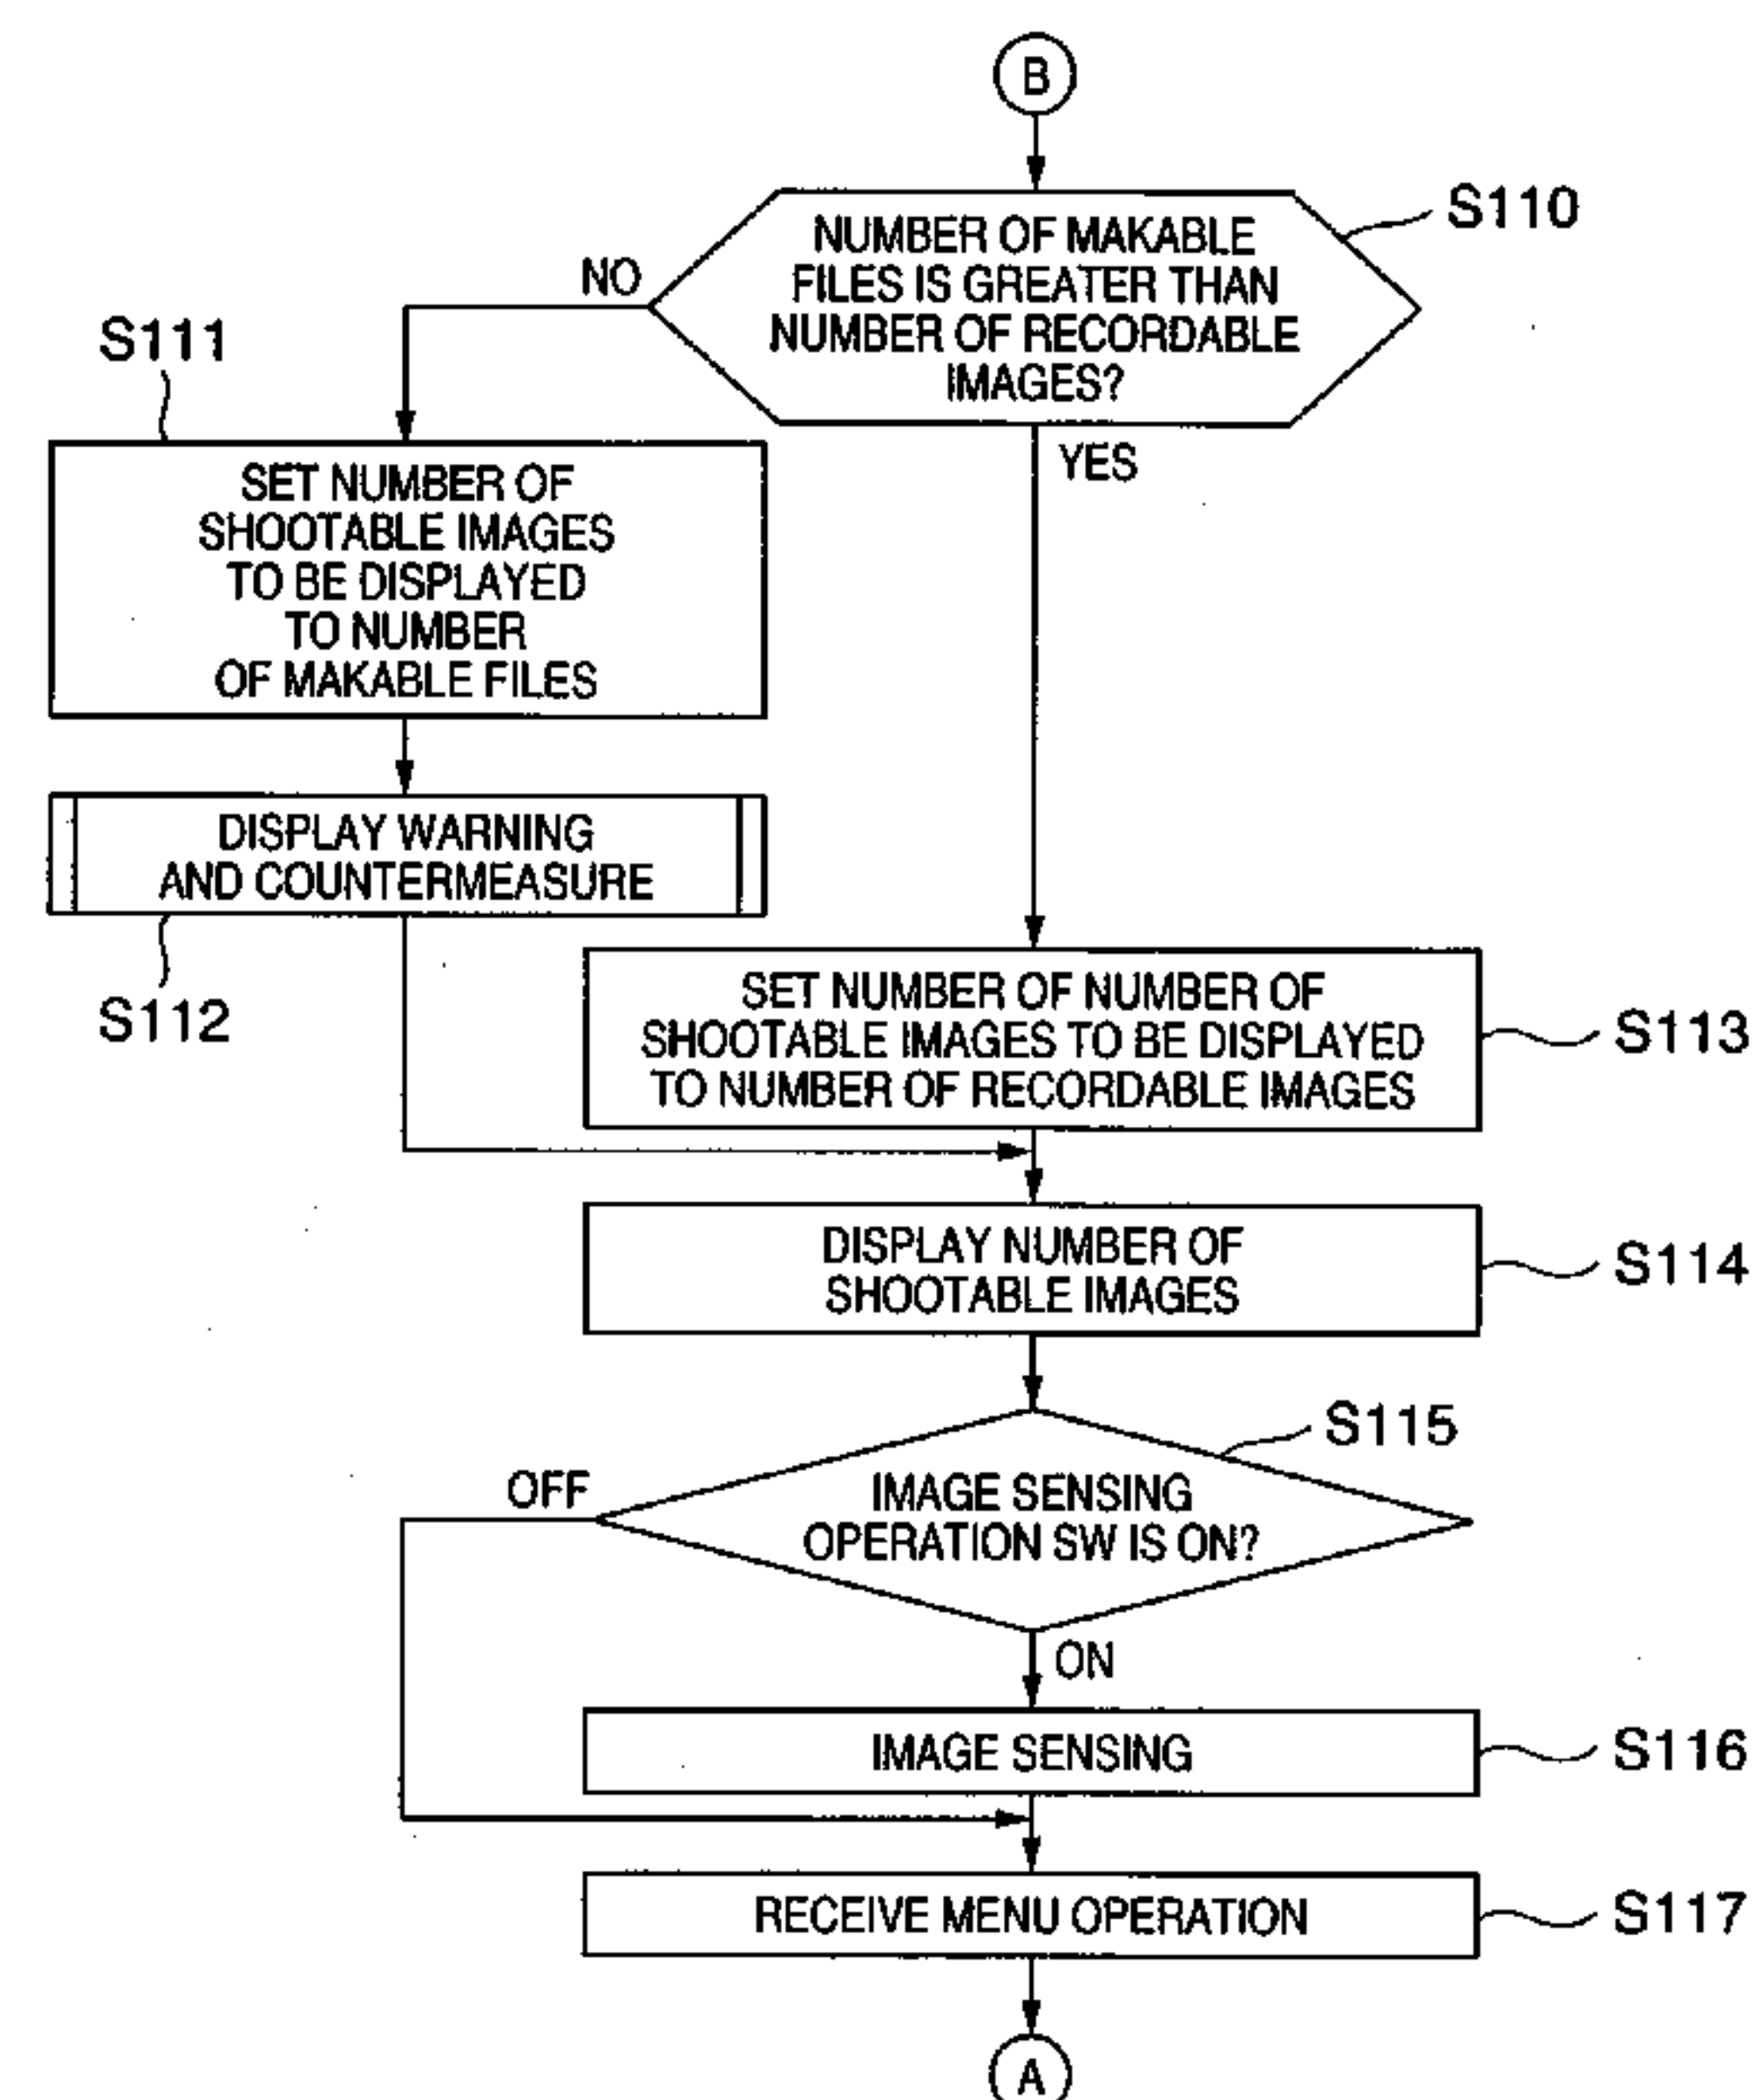 B
NUMBER OF MAKABLE
FILES IS GREATER THAN
NUMBER OF RECORDABLE
IMAGES?
S110
NO
YES
S111
SET NUMBER OF
SHOOTABLE IMAGES
TO BE DISPLAYED
TO NUMBER
OF MAKABLE FILES
DISPLAY WARNING
AND COUNTERMEASURE
S112
SET NUMBER OF NUMBER OF
SHOOTABLE IMAGES TO BE DISPLAYED
TO NUMBER OF RECORDABLE IMAGES
S113
DISPLAY NUMBER OF
SHOOTABLE IMAGES
S114
S115
OFF
IMAGE SENSING
OPERATION SW IS ON?
ON
IMAGE SENSING
S116
RECEIVE MENU OPERATION
S117
A